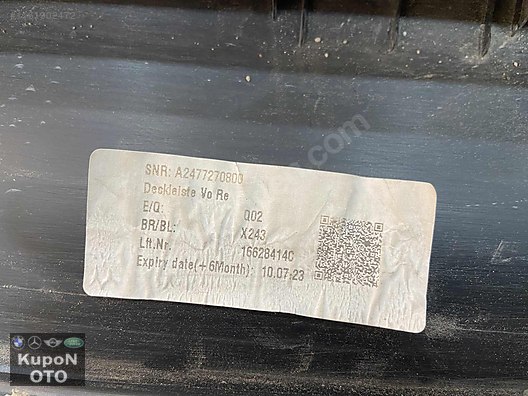 SNR: A2477270800
Deckleiste Vo Re
E/Q: Q02
BR/BL: X243
Lft.Nr. 16628414C
Expiry date(+6Month): 10.07.23
KupoN
OTO